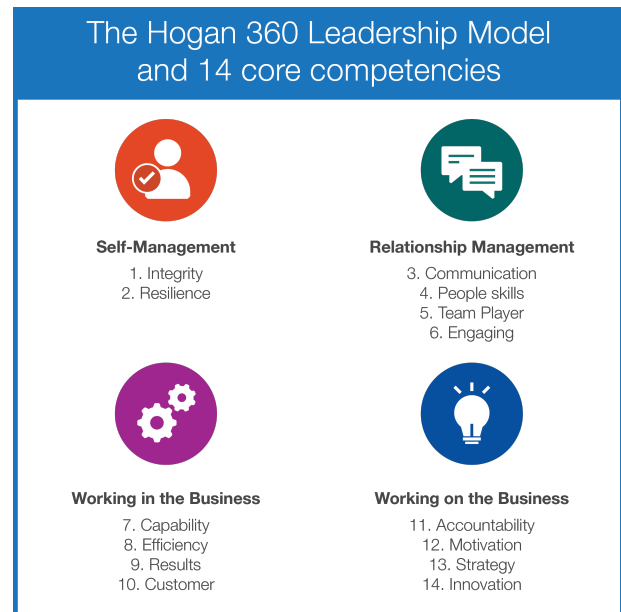 The Hogan 360 Leadership Model
and 14 core competencies
Self-Management
1. Integrity
2. Resilience
Relationship Management
3. Communication
4. People skills
5. Team Player
6. Engaging
Working in the Business
7. Capability
8. Efficiency
9. Results
10. Customer
Working on the Business
11. Accountability
12. Motivation
13. Strategy
14. Innovation